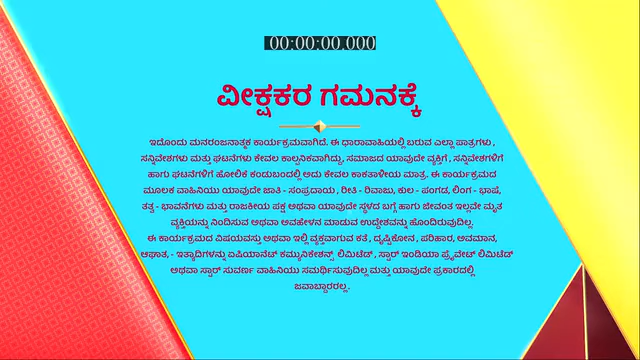 00:00:00.000
ವೀಕ್ಷಕರ ಗಮನಕ್ಕೆ
ಇದೊಂದು ಮನರಂಜನಾತ್ಮಕ ಕಾರ್ಯಕ್ರಮವಾಗಿದೆ. ಈ ಧಾರಾವಾಹಿಯಲ್ಲಿ ಬರುವ ಎಲ್ಲಾ ಪಾತ್ರಗಳು ,
ಸನ್ನಿವೇಶಗಳು ಮತ್ತು ಘಟನೆಗಳು ಕೇವಲ ಕಾಲ್ಪನಿಕವಾಗಿದ್ದು, ಸಮಾಜದ ಯಾವುದೇ ವ್ಯಕ್ತಿಗೆ , ಸನ್ನಿವೇಶಗಳಿಗೆ
ಹಾಗು ಘಟನೆಗಳಿಗೆ ಹೋಲಿಕೆ ಕಂಡುಬಂದಲ್ಲಿ ಅದು ಕೇವಲ ಕಾಕತಾಳೀಯ ಮಾತ್ರ. ಈ ಕಾರ್ಯಕ್ರಮದ
ಮೂಲಕ ವಾಹಿನಿಯು ಯಾವುದೇ ಜಾತಿ - ಸಂಪ್ರದಾಯ , ರೀತಿ - ರಿವಾಜು, ಕುಲ - ಪಂಗಡ, ಲಿಂಗ - ಭಾಷೆ,
ತತ್ವ - ಭಾವನೆಗಳು ಮತ್ತು ರಾಜಕೀಯ ಪಕ್ಷ ಅಥವಾ ಯಾವುದೇ ಸ್ಥಳದ ಬಗ್ಗೆ ಹಾಗು ಜೀವಂತ ಇಲ್ಲವೇ ಮೃತ
ವ್ಯಕ್ತಿಯನ್ನು ನಿಂದಿಸುವ ಅಥವಾ ಅವಹೇಳನ ಮಾಡುವ ಉದ್ದೇಶವನ್ನು ಹೊಂದಿರುವುದಿಲ್ಲ.
ಈ ಕಾರ್ಯಕ್ರಮದ ವಿಷಯವಸ್ತು ಅಥವಾ ಇಲ್ಲಿ ವ್ಯಕ್ತವಾಗುವ ಕತೆ , ದೃಷ್ಟಿಕೋನ , ಪರಿಹಾರ, ಅವಮಾನ,
ಆಘಾತ, - ಇತ್ಯಾದಿಗಳನ್ನು ಏಷಿಯಾನೆಟ್ ಕಮ್ಯುನಿಕೇಶನ್ಸ್ ಲಿಮಿಟೆಡ್ , ಸ್ಟಾರ್ ಇಂಡಿಯಾ ಪ್ರೈವೇಟ್ ಲಿಮಿಟೆಡ್
ಅಥವಾ ಸ್ಟಾರ್ ಸುವರ್ಣ ವಾಹಿನಿಯು ಸಮರ್ಥಿಸುವುದಿಲ್ಲ ಮತ್ತು ಯಾವುದೇ ಪ್ರಕಾರದಲ್ಲಿ
ಜವಾಬ್ದಾರರಲ್ಲ.